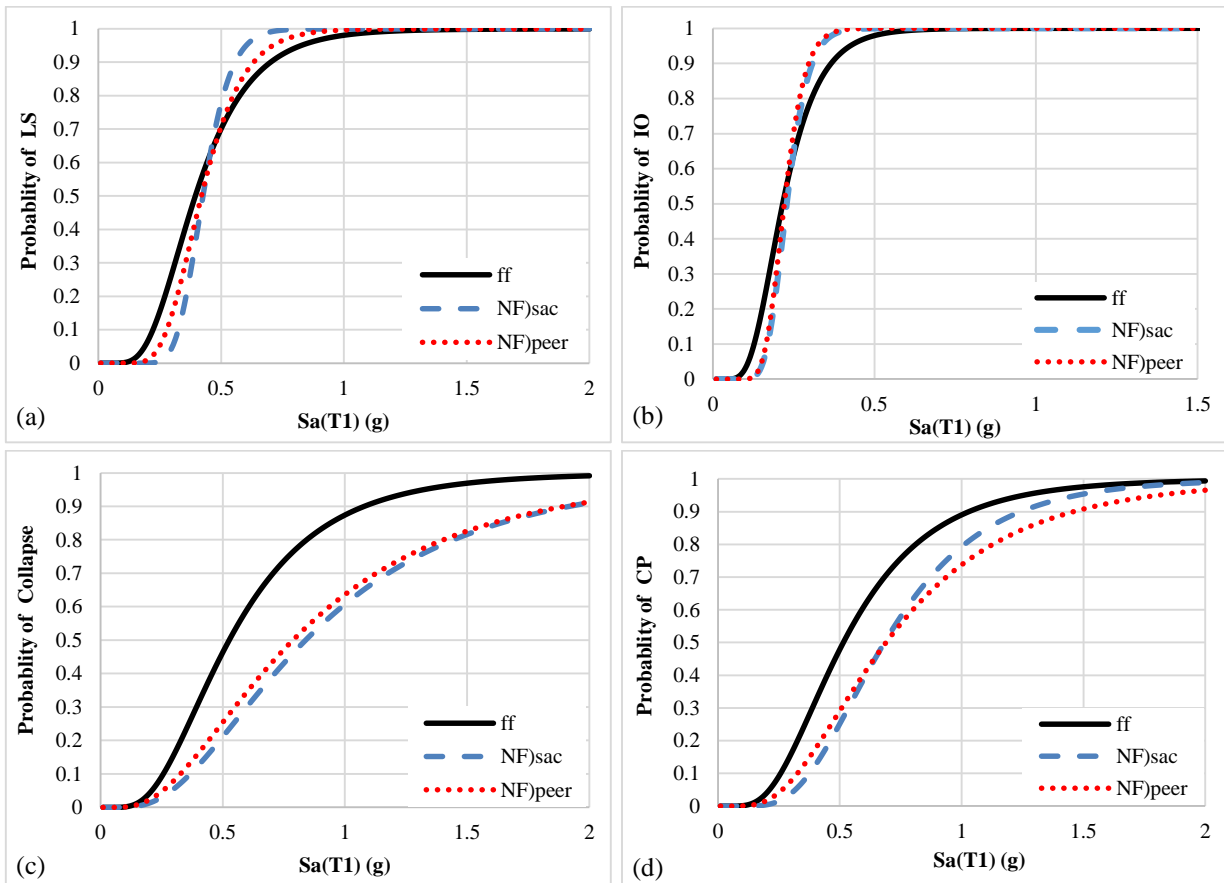 1
0.9
0.8
0.7
0.6
0.5
0.4
0.3
0.2
0.1
0
Probablity of LS
ff
NF)sac
NF)peer
0 0.5 1 1.5 2
Sa(T1) (g)
(a)
1
0.9
0.8
0.7
0.6
0.5
0.4
0.3
0.2
0.1
0
Probablity of IO
ff
NF)sac
NF)peer
0 0.5 1 1.5
Sa(T1) (g)
(b)
1
0.9
0.8
0.7
0.6
0.5
0.4
0.3
0.2
0.1
0
Probablity of Collapse
ff
NF)sac
NF)peer
0 0.5 1 1.5 2
Sa(T1) (g)
(c)
1
0.9
0.8
0.7
0.6
0.5
0.4
0.3
0.2
0.1
0
Probablity of CP
ff
NF)sac
NF)peer
0 0.5 1 1.5 2
Sa(T1) (g)
(d)